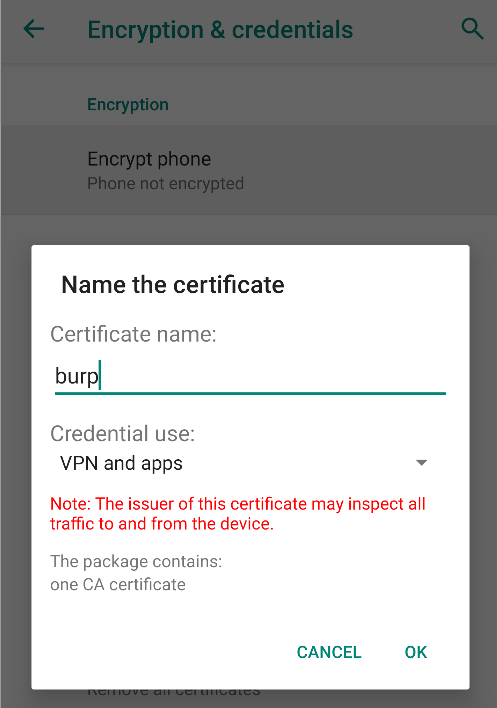 Encryption & credentials
Encryption
Encrypt phone
Phone not encrypted
Name the certificate
Certificate name:
burp
Credential use:
VPN and apps
Note: The issuer of this certificate may inspect all
traffic to and from the device.
The package contains:
one CA certificate
CANCEL OK
Remove all certificates